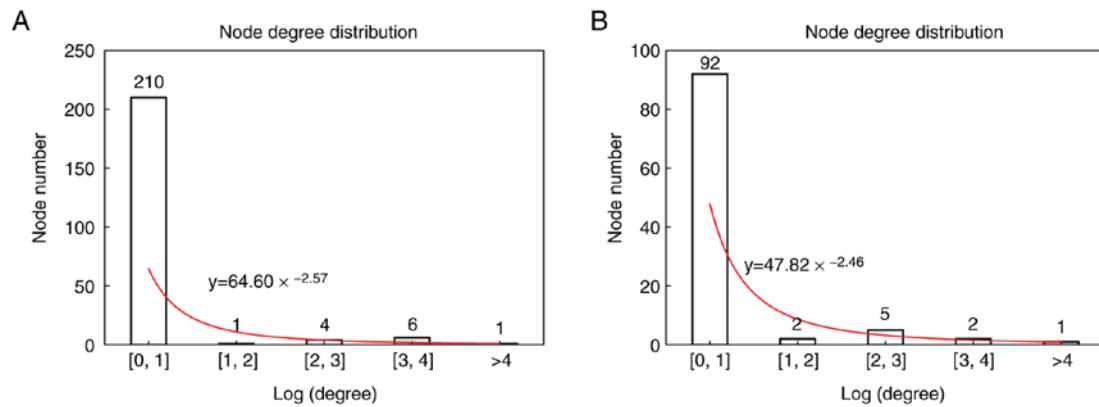 A
Node degree distribution
250
200
150
100
50
0
Node number
210
1
4
6
1
y=64.60 × −2.57
[0, 1] [1, 2] [2, 3] [3, 4] >4
Log (degree)
B
Node degree distribution
100
80
60
40
20
0
Node number
92
2
5
2
1
y=47.82 × −2.46
[0, 1] [1, 2] [2, 3] [3, 4] >4
Log (degree)